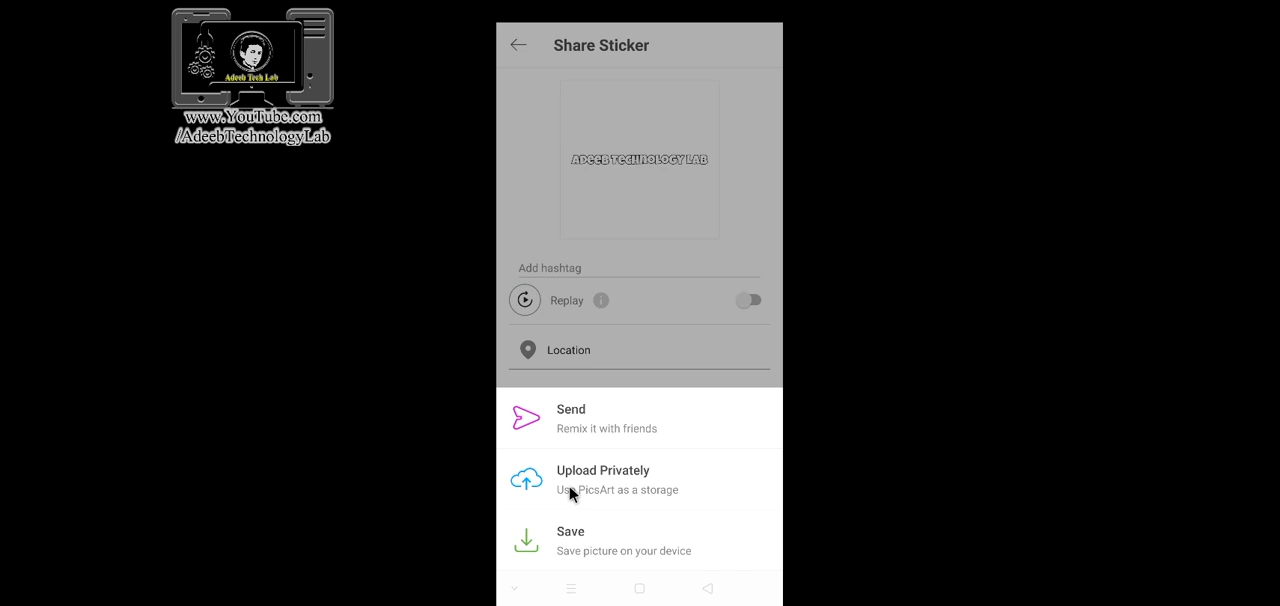 Adeeb Tech Lab
www.YouTube.com
/AdeebTechnologyLab
Share Sticker
ADEEB TECHNOLOGY LAB
Add hashtag
Replay
Location
Send
Remix it with friends
Upload Privately
Use PicsArt as a storage
Save
Save picture on your device